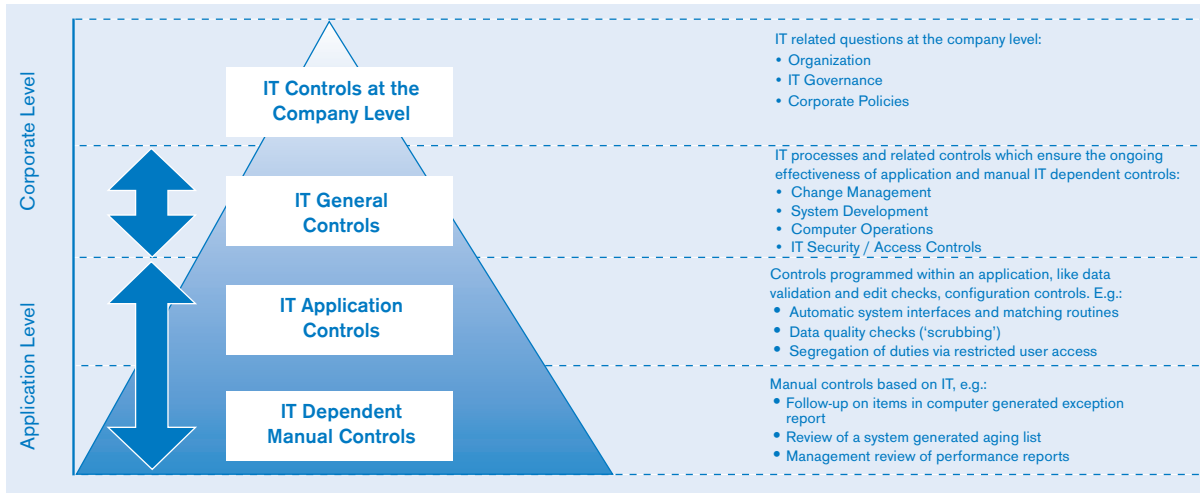 Corporate Level
Application Level
IT Controls at the
Company Level
IT related questions at the company level:
• Organization
• IT Governance
• Corporate Policies
IT General
Controls
IT processes and related controls which ensure the ongoing
effectiveness of application and manual IT dependent controls:
• Change Management
• System Development
• Computer Operations
• IT Security / Access Controls
IT Application
Controls
Controls programmed within an application, like data
validation and edit checks, configuration controls. E.g.:
• Automatic system interfaces and matching routines
• Data quality checks (‘scrubbing’)
• Segregation of duties via restricted user access
IT Dependent
Manual Controls
Manual controls based on IT, e.g.:
• Follow-up on items in computer generated exception
report
• Review of a system generated aging list
• Management review of performance reports